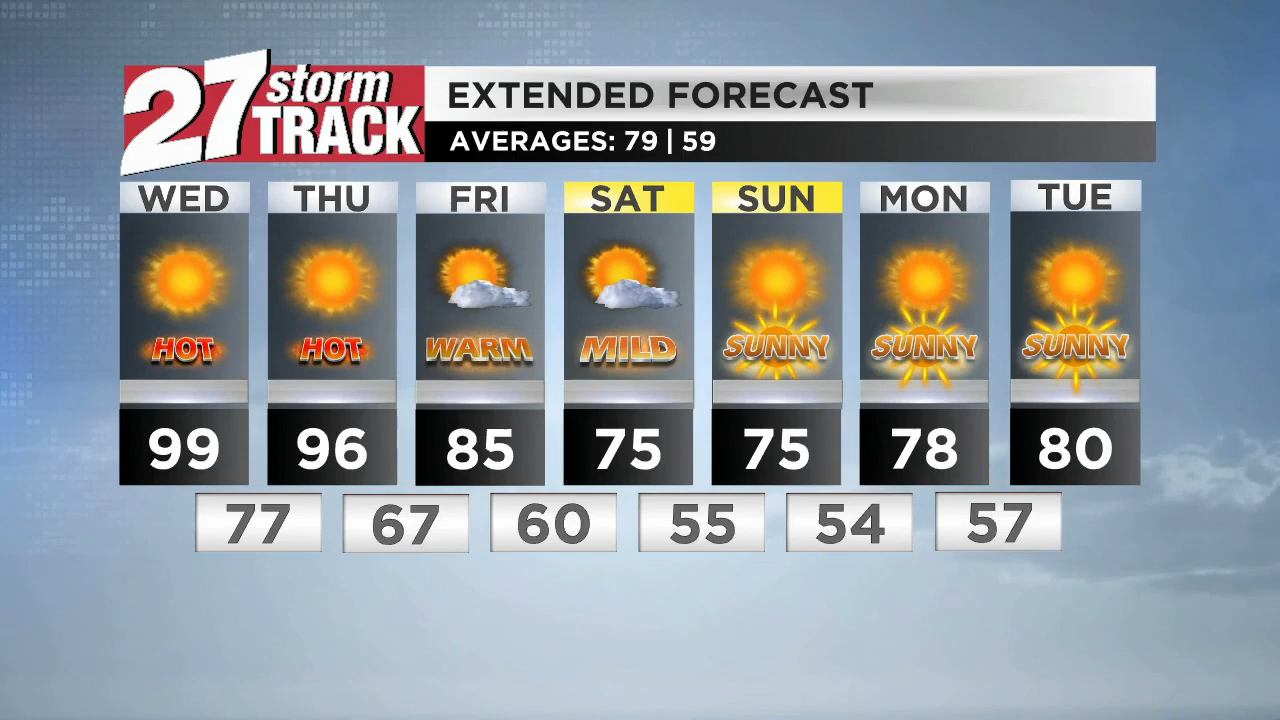 27 storm TRACK
EXTENDED FORECAST
AVERAGES: 79 | 59
WED THU FRI SAT SUN MON TUE
HOT HOT WARM MILD SUNNY SUNNY SUNNY
99 96 85 75 75 78 80
77 67 60 55 54 57